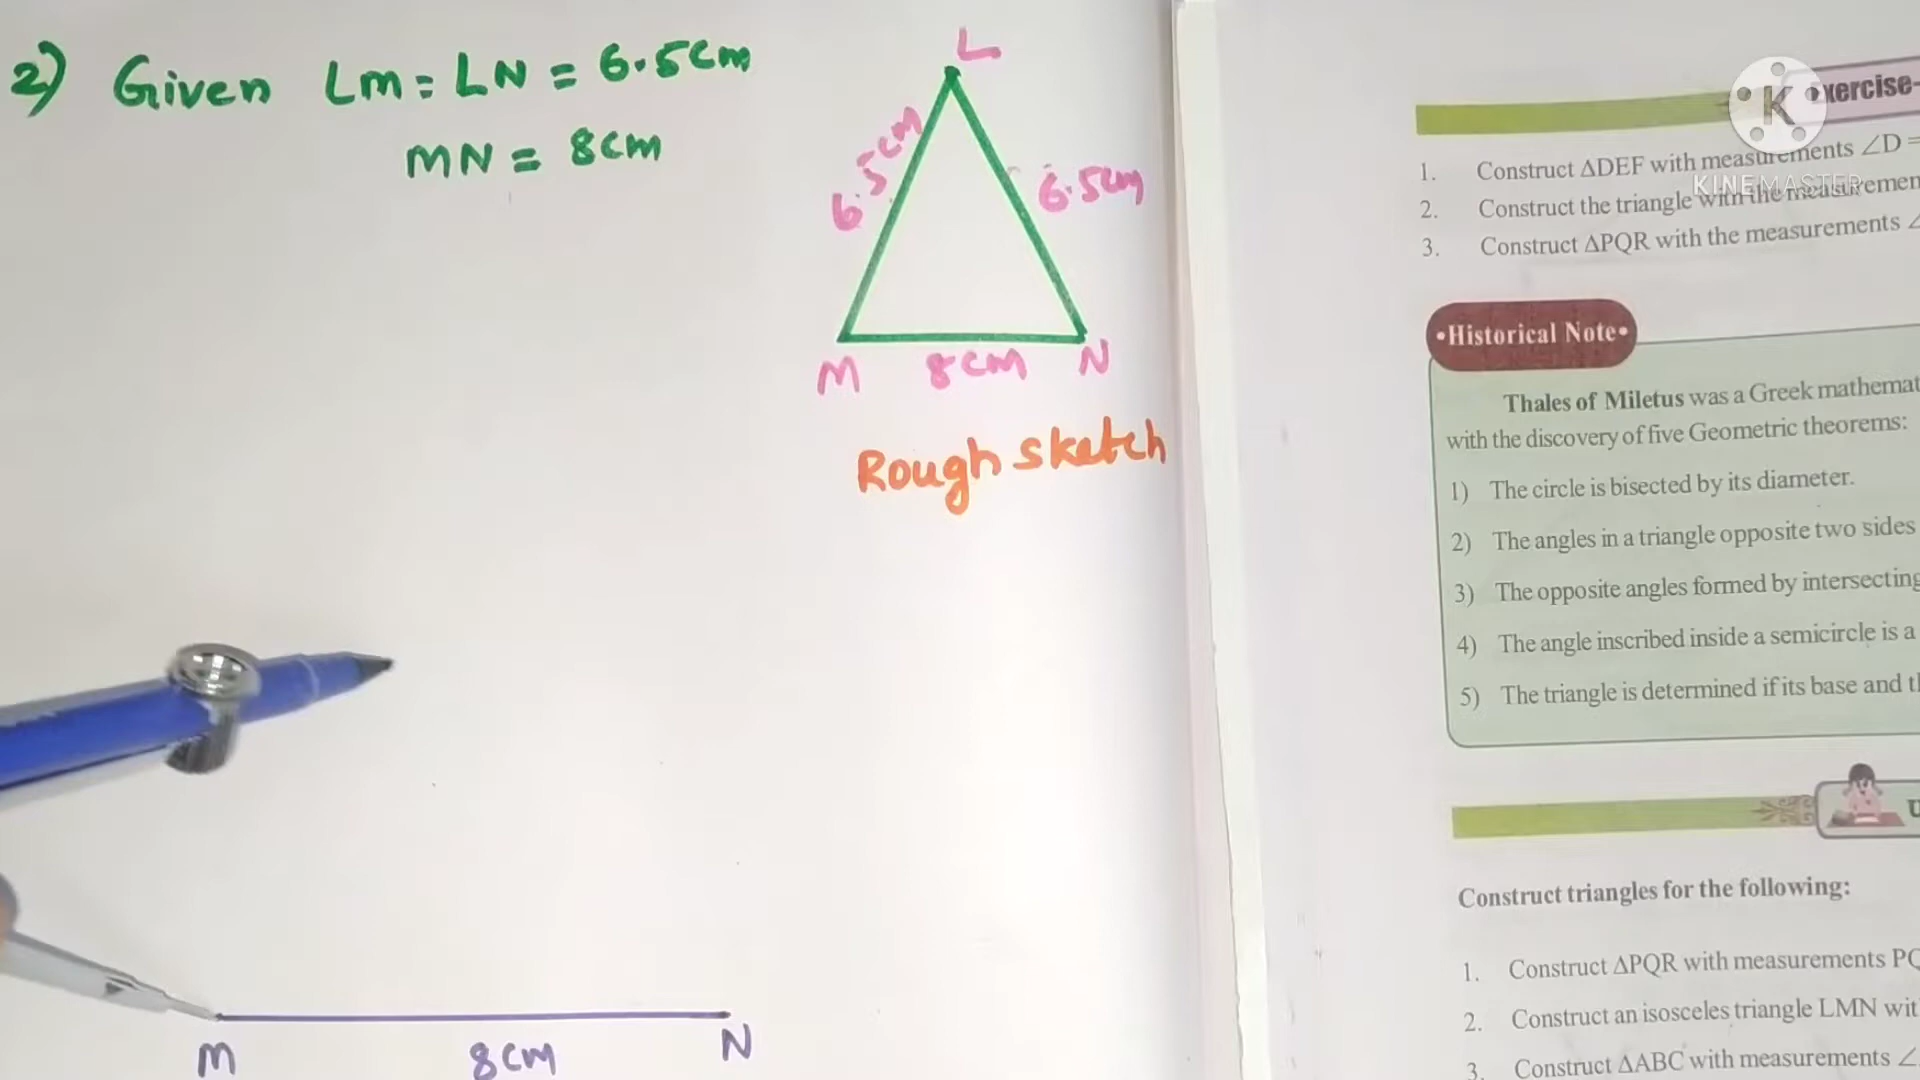 2) Given LM = LN = 6.5cm
MN = 8cm
L
6.5cm
6.5cm
M 8cm N
Rough sketch
M 8cm N
K
KINEMASTER
Exercise-
1. Construct ΔDEF with measurements ∠D =
2. Construct the triangle with the measuremen
3. Construct ΔPQR with the measurements ∠
•Historical Note•
Thales of Miletus was a Greek mathemat
with the discovery of five Geometric theorems:
1) The circle is bisected by its diameter.
2) The angles in a triangle opposite two sides
3) The opposite angles formed by intersecting
4) The angle inscribed inside a semicircle is a
5) The triangle is determined if its base and th
U
Construct triangles for the following:
1. Construct ΔPQR with measurements PQ
2. Construct an isosceles triangle LMN wit
3. Construct ΔABC with measurements ∠